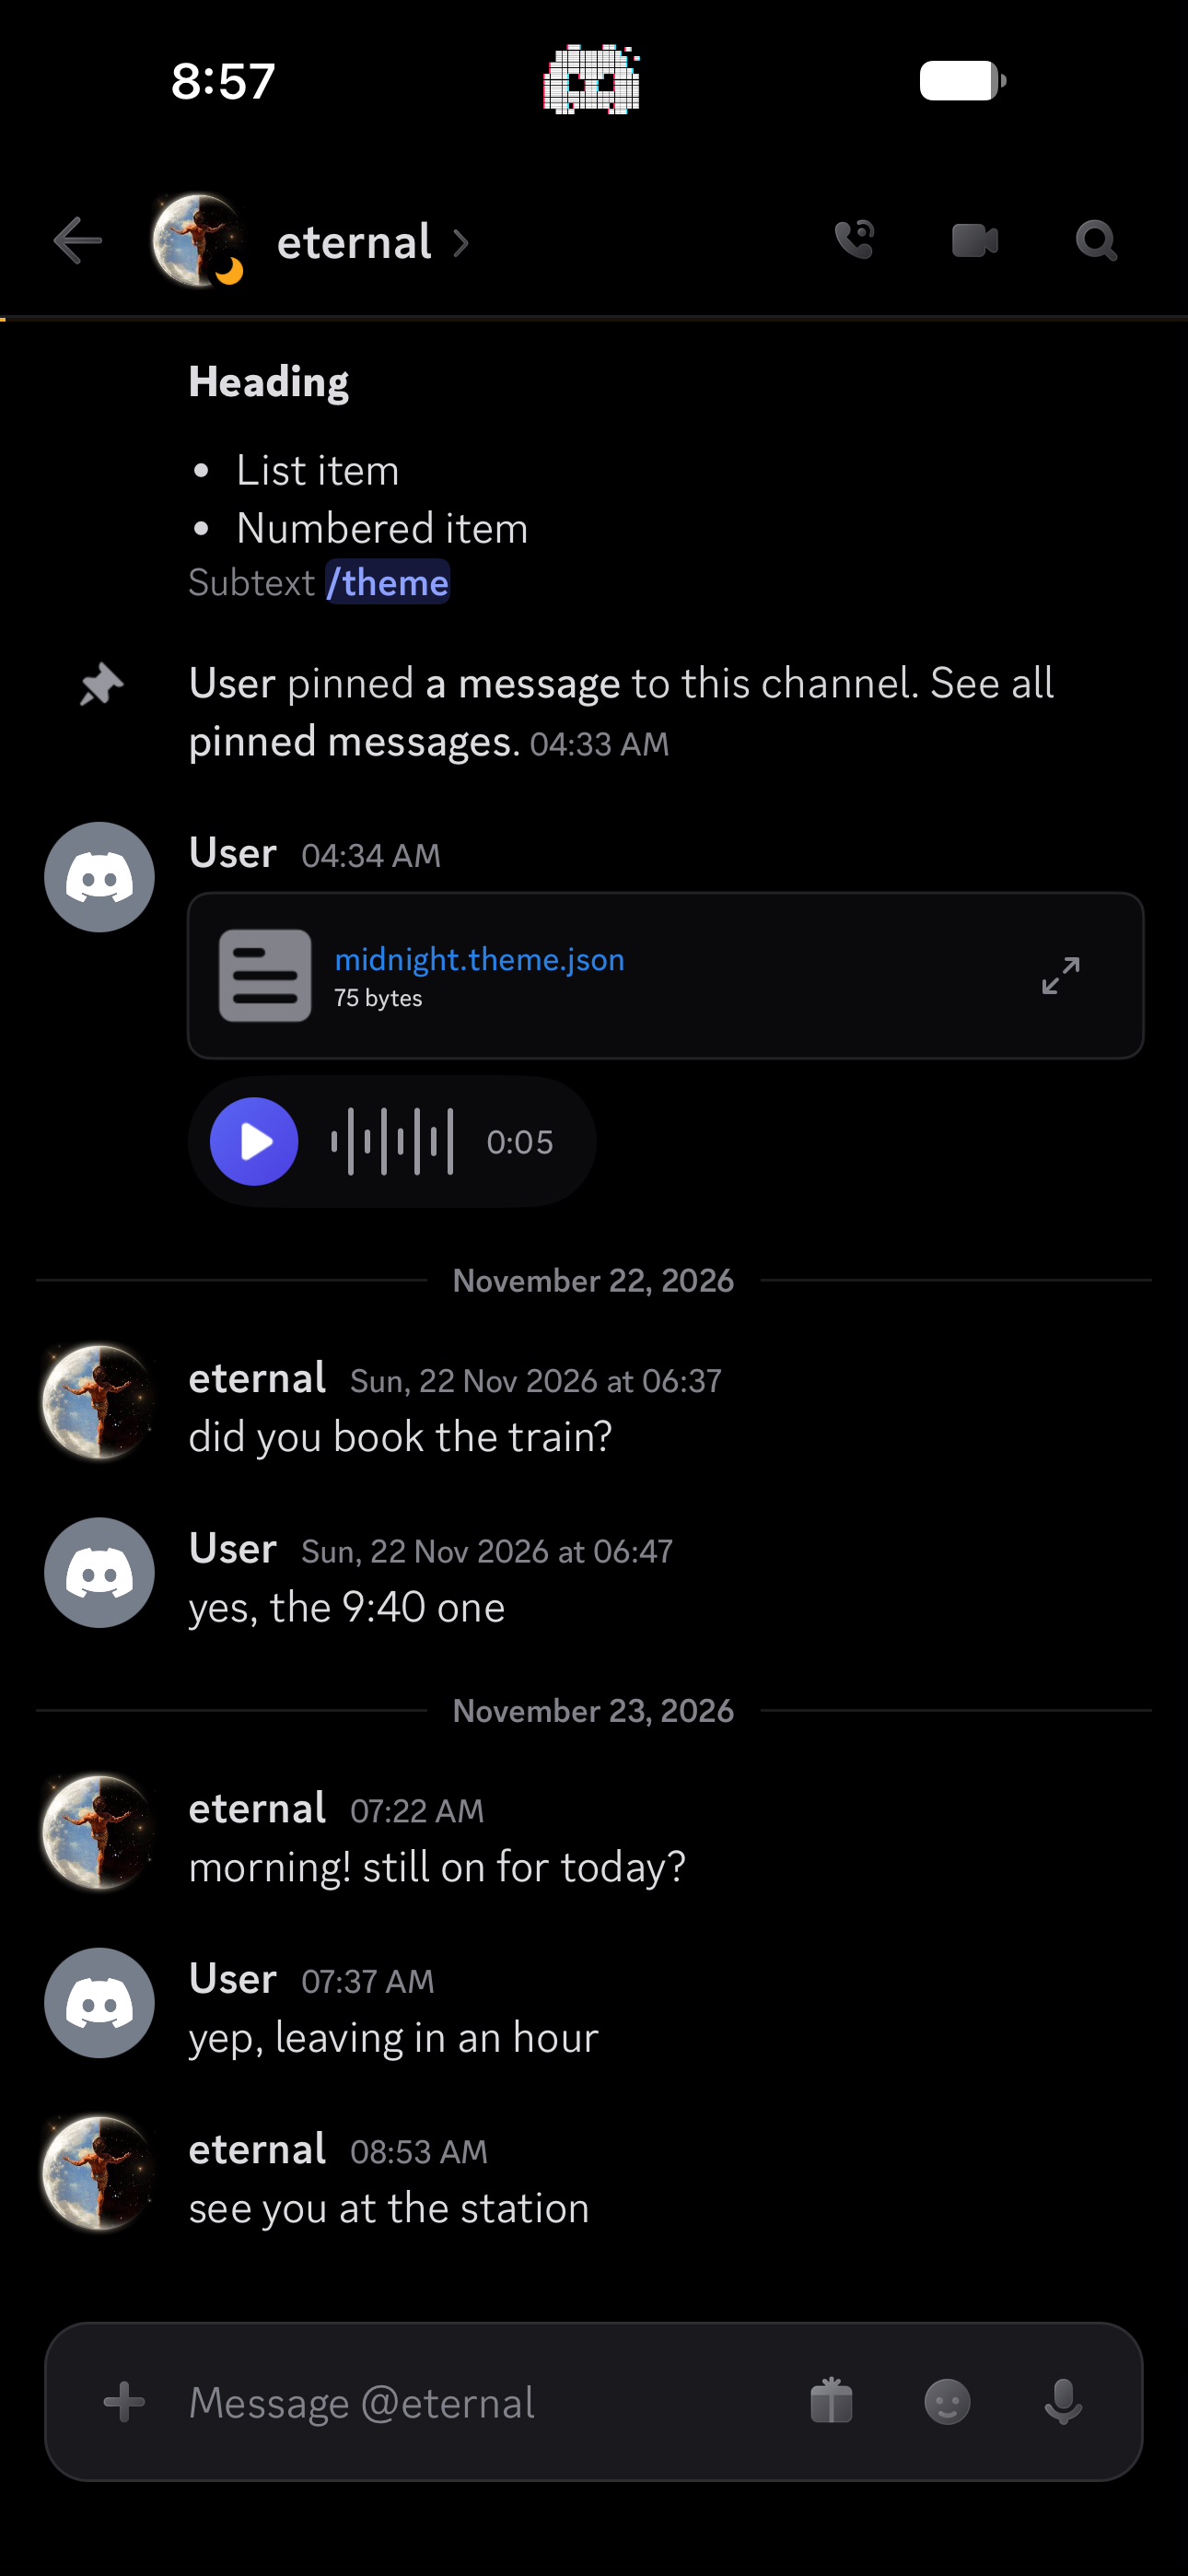 8:57
eternal
Heading
• List item
• Numbered item
Subtext /theme
User pinned a message to this channel. See all
pinned messages. 04:33 AM
User 04:34 AM
midnight.theme.json
75 bytes
0:05
November 22, 2026
eternal Sun, 22 Nov 2026 at 06:37
did you book the train?
User Sun, 22 Nov 2026 at 06:47
yes, the 9:40 one
November 23, 2026
eternal 07:22 AM
morning! still on for today?
User 07:37 AM
yep, leaving in an hour
eternal 08:53 AM
see you at the station
Message @eternal